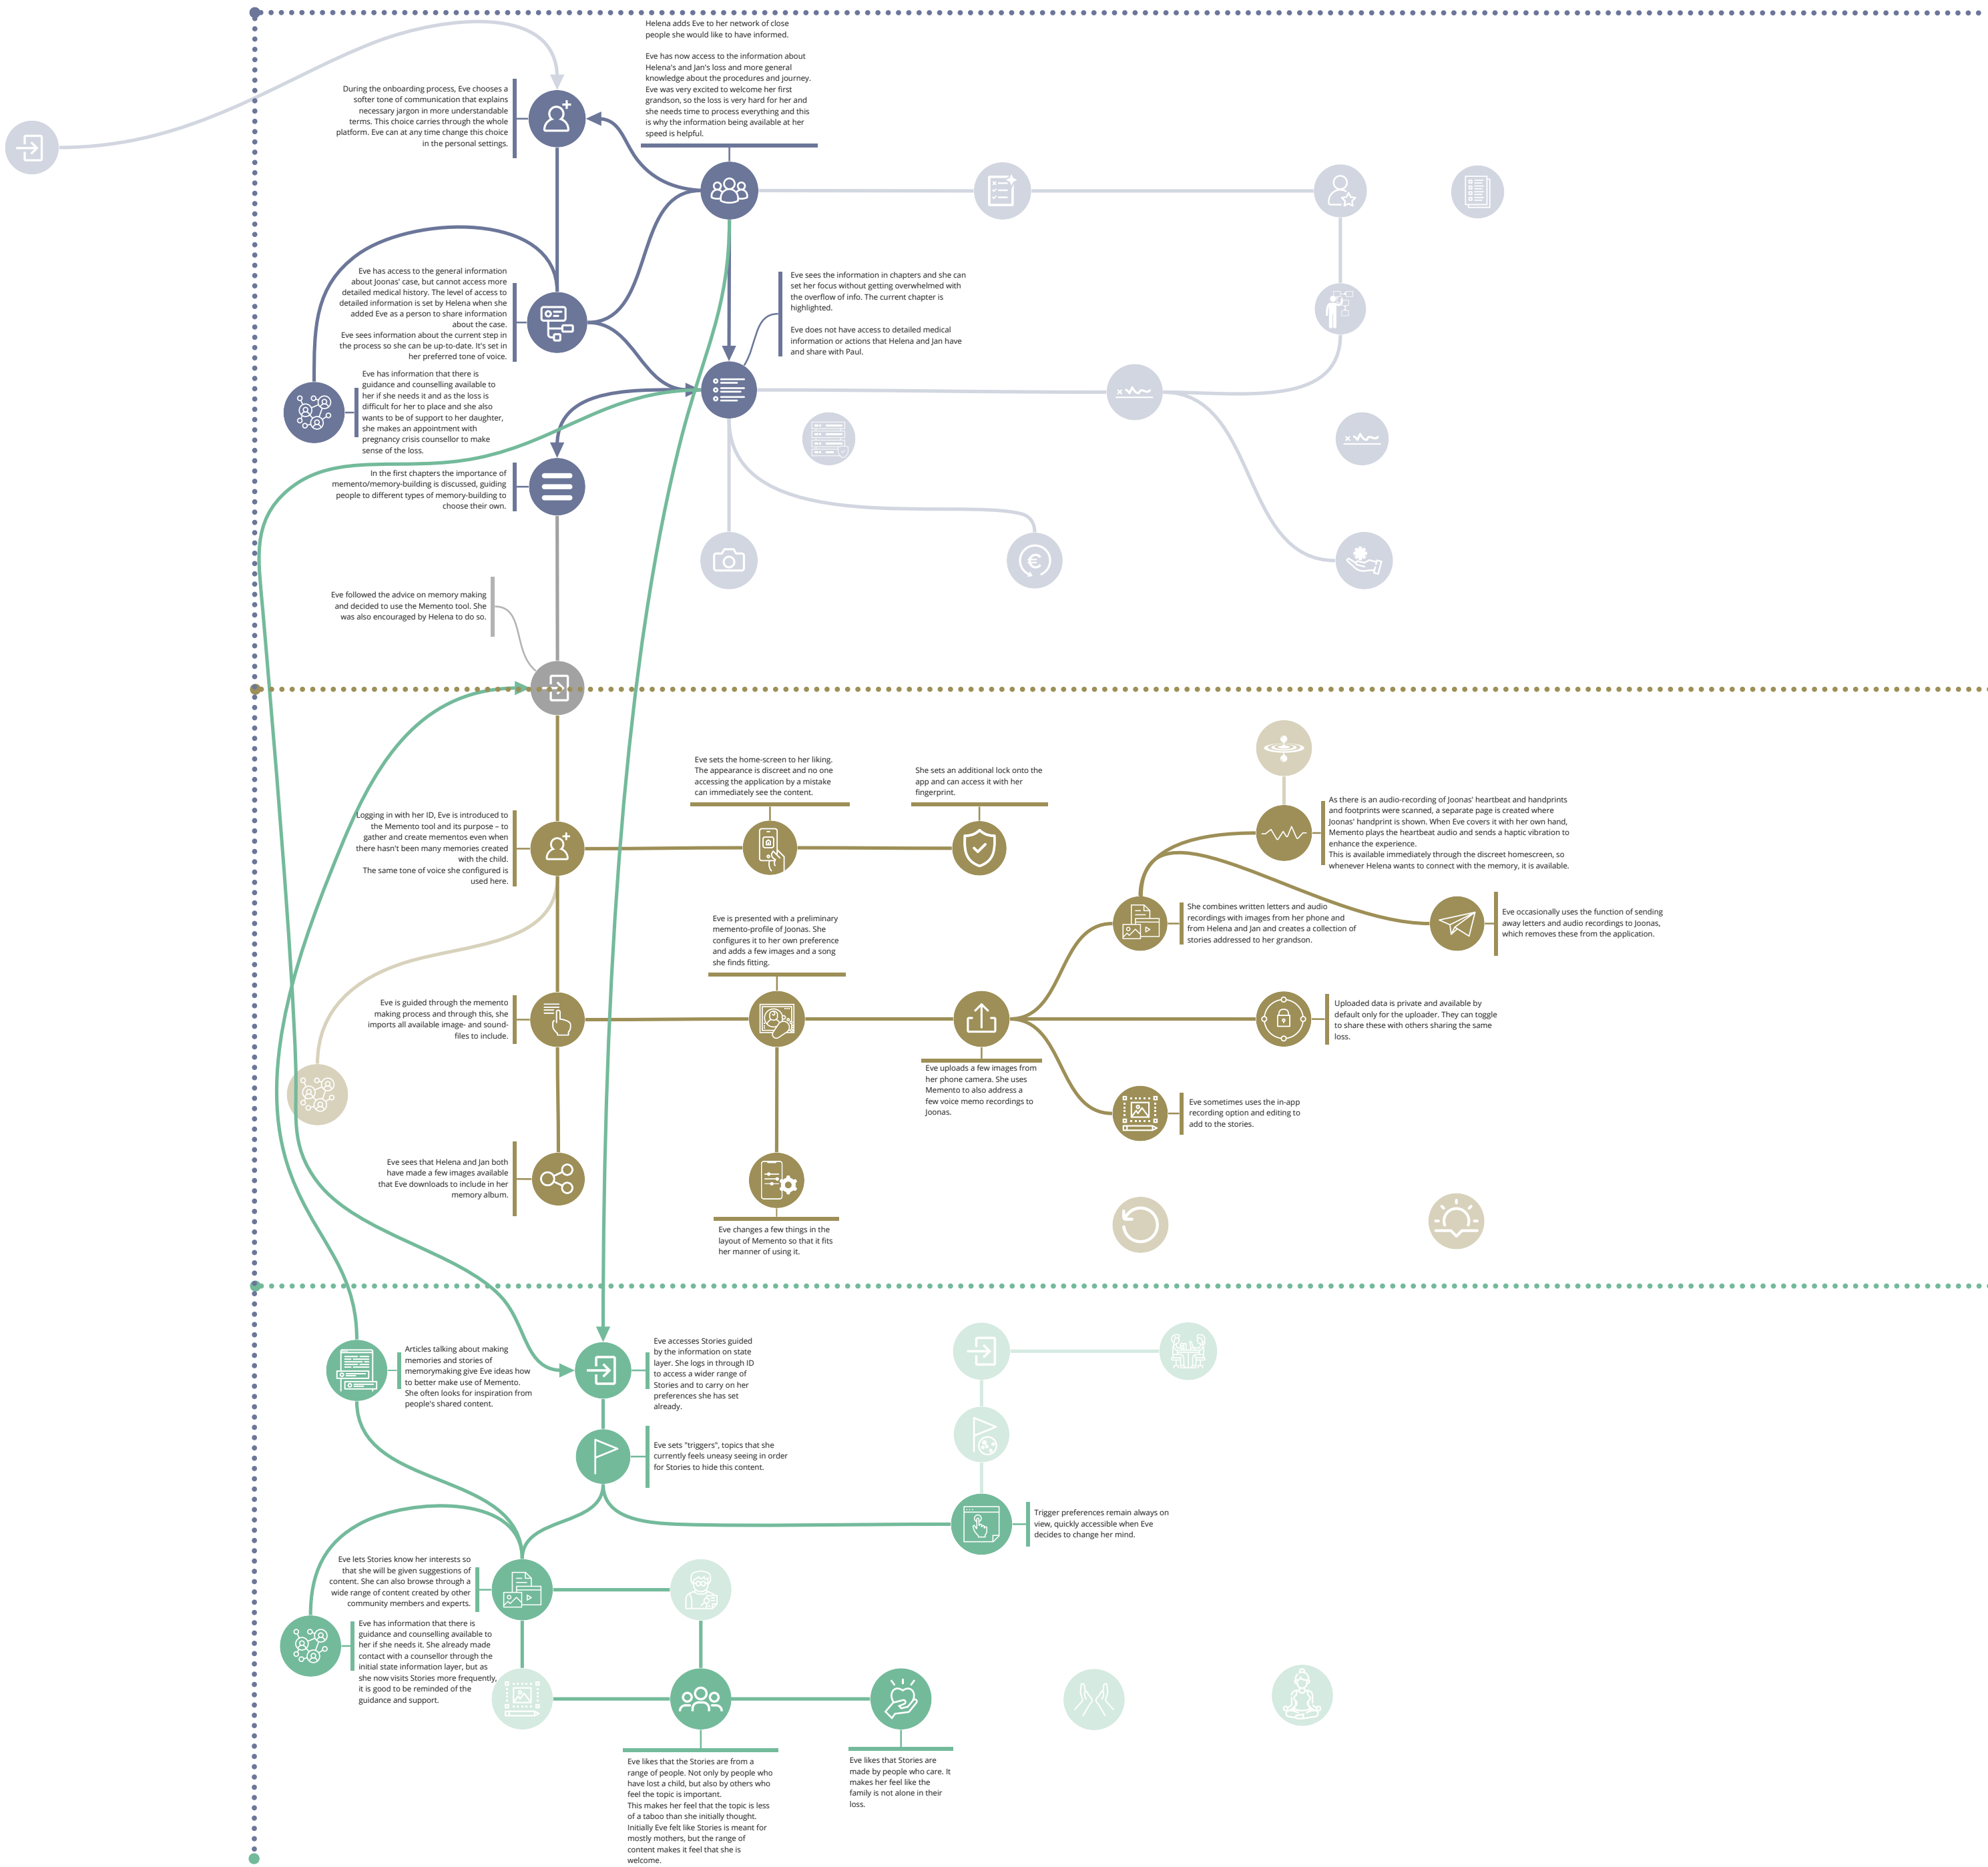 Helena adds Eve to her network of close
people she would like to have informed.
Eve has now access to the information about
Helena's and Jan's loss and more general
knowledge about the procedures and journey.
Eve was very excited to welcome her first
grandson, so the loss is very hard for her and
she needs time to process everything and this
is why the information being available at her
speed is helpful.
During the onboarding process, Eve chooses a
softer tone of communication that explains
necessary jargon in more understandable
terms. This choice carries through the whole
platform. Eve can at any time change this choice
in the personal settings.
Eve has access to the general information
about Joonas' case, but cannot access more
detailed medical history. The level of access to
detailed information is set by Helena when she
added Eve as a person to share information
about the case.
Eve sees information about the current step in
the process so she can be up-to-date. It's set in
her preferred tone of voice.
Eve sees the information in chapters and she can
set her focus without getting overwhelmed with
the overflow of info. The current chapter is
highlighted.
Eve does not have access to detailed medical
information or actions that Helena and Jan have
and share with Paul.
Eve has information that there is
guidance and counselling available to
her if she needs it and as the loss is
difficult for her to place and she also
wants to be of support to her daughter,
she makes an appointment with
pregnancy crisis counsellor to make
sense of the loss.
In the first chapters the importance of
memento/memory-building is discussed, guiding
people to different types of memory-building to
choose their own.
Eve followed the advice on memory making
and decided to use the Memento tool. She
was also encouraged by Helena to do so.
Eve sets the home-screen to her liking.
The appearance is discreet and no one
accessing the application by a mistake
can immediately see the content.
She sets an additional lock onto the
app and can access it with her
fingerprint.
Logging in with her ID, Eve is introduced to
the Memento tool and its purpose – to
gather and create mementos even when
there hasn't been many memories created
with the child.
The same tone of voice she configured is
used here.
As there is an audio-recording of Joonas' heartbeat and handprints
and footprints were scanned, a separate page is created where
Joonas' handprint is shown. When Eve covers it with her own hand,
Memento plays the heartbeat audio and sends a haptic vibration to
enhance the experience.
This is available immediately through the discreet homescreen, so
whenever Helena wants to connect with the memory, it is available.
She combines written letters and audio
recordings with images from her phone and
from Helena and Jan and creates a collection of
stories addressed to her grandson.
Eve occasionally uses the function of sending
away letters and audio recordings to Joonas,
which removes these from the application.
Eve is presented with a preliminary
memento-profile of Joonas. She
configures it to her own preference
and adds a few images and a song
she finds fitting.
Eve is guided through the memento
making process and through this, she
imports all available image- and sound-
files to include.
Uploaded data is private and available by
default only for the uploader. They can toggle
to share these with others sharing the same
loss.
Eve uploads a few images from
her phone camera. She uses
Memento to also address a
few voice memo recordings to
Joonas.
Eve sometimes uses the in-app
recording option and editing to
add to the stories.
Eve sees that Helena and Jan both
have made a few images available
that Eve downloads to include in her
memory album.
Eve changes a few things in the
layout of Memento so that it fits
her manner of using it.
Articles talking about making
memories and stories of
memorymaking give Eve ideas how
to better make use of Memento.
She often looks for inspiration from
people's shared content.
Eve accesses Stories guided
by the information on state
layer. She logs in through ID
to access a wider range of
Stories and to carry on her
preferences she has set
already.
Eve sets "triggers", topics that she
currently feels uneasy seeing in order
for Stories to hide this content.
Trigger preferences remain always on
view, quickly accessible when Eve
decides to change her mind.
Eve lets Stories know her interests so
that she will be given suggestions of
content. She can also browse through a
wide range of content created by other
community members and experts.
Eve has information that there is
guidance and counselling available to
her if she needs it. She already made
contact with a counsellor through the
initial state information layer, but as
she now visits Stories more frequently,
it is good to be reminded of the
guidance and support.
Eve likes that the Stories are from a
range of people. Not only by people who
have lost a child, but also by others who
feel the topic is important.
This makes her feel that the topic is less
of a taboo than she initially thought.
Initially Eve felt like Stories is meant for
mostly mothers, but the range of
content makes it feel that she is
welcome.
Eve likes that Stories are
made by people who care. It
makes her feel like the
family is not alone in their
loss.